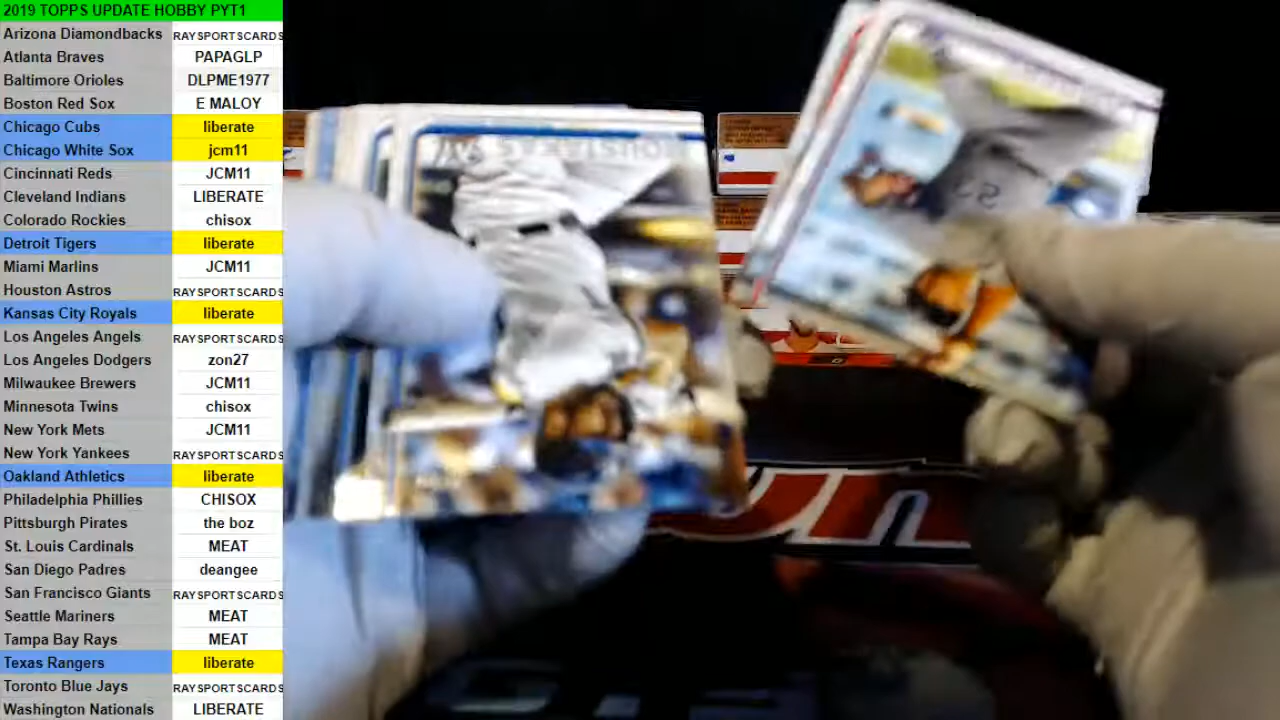 2019 TOPPS UPDATE HOBBY PYT1
Arizona Diamondbacks RAYSPORTSCARDS
Atlanta Braves PAPAGLP
Baltimore Orioles DLPME1977
Boston Red Sox E MALOY
Chicago Cubs liberate
Chicago White Sox jcm11
Cincinnati Reds JCM11
Cleveland Indians LIBERATE
Colorado Rockies chisox
Detroit Tigers liberate
Miami Marlins JCM11
Houston Astros RAYSPORTSCARDS
Kansas City Royals liberate
Los Angeles Angels RAYSPORTSCARDS
Los Angeles Dodgers zon27
Milwaukee Brewers JCM11
Minnesota Twins chisox
New York Mets JCM11
New York Yankees RAYSPORTSCARDS
Oakland Athletics liberate
Philadelphia Phillies CHISOX
Pittsburgh Pirates the boz
St. Louis Cardinals MEAT
San Diego Padres deangee
San Francisco Giants RAYSPORTSCARDS
Seattle Mariners MEAT
Tampa Bay Rays MEAT
Texas Rangers liberate
Toronto Blue Jays RAYSPORTSCARDS
Washington Nationals LIBERATE